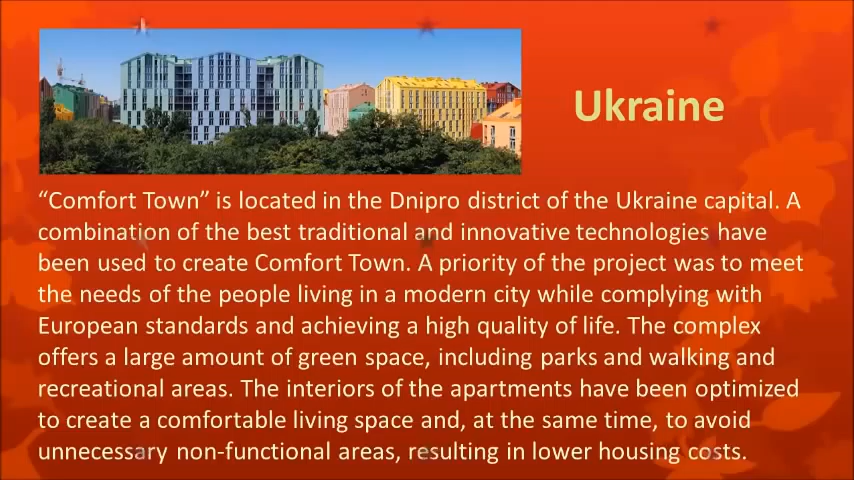 Ukraine
“Comfort Town” is located in the Dnipro district of the Ukraine capital. A
combination of the best traditional and innovative technologies have
been used to create Comfort Town. A priority of the project was to meet
the needs of the people living in a modern city while complying with
European standards and achieving a high quality of life. The complex
offers a large amount of green space, including parks and walking and
recreational areas. The interiors of the apartments have been optimized
to create a comfortable living space and, at the same time, to avoid
unnecessary non-functional areas, resulting in lower housing costs.